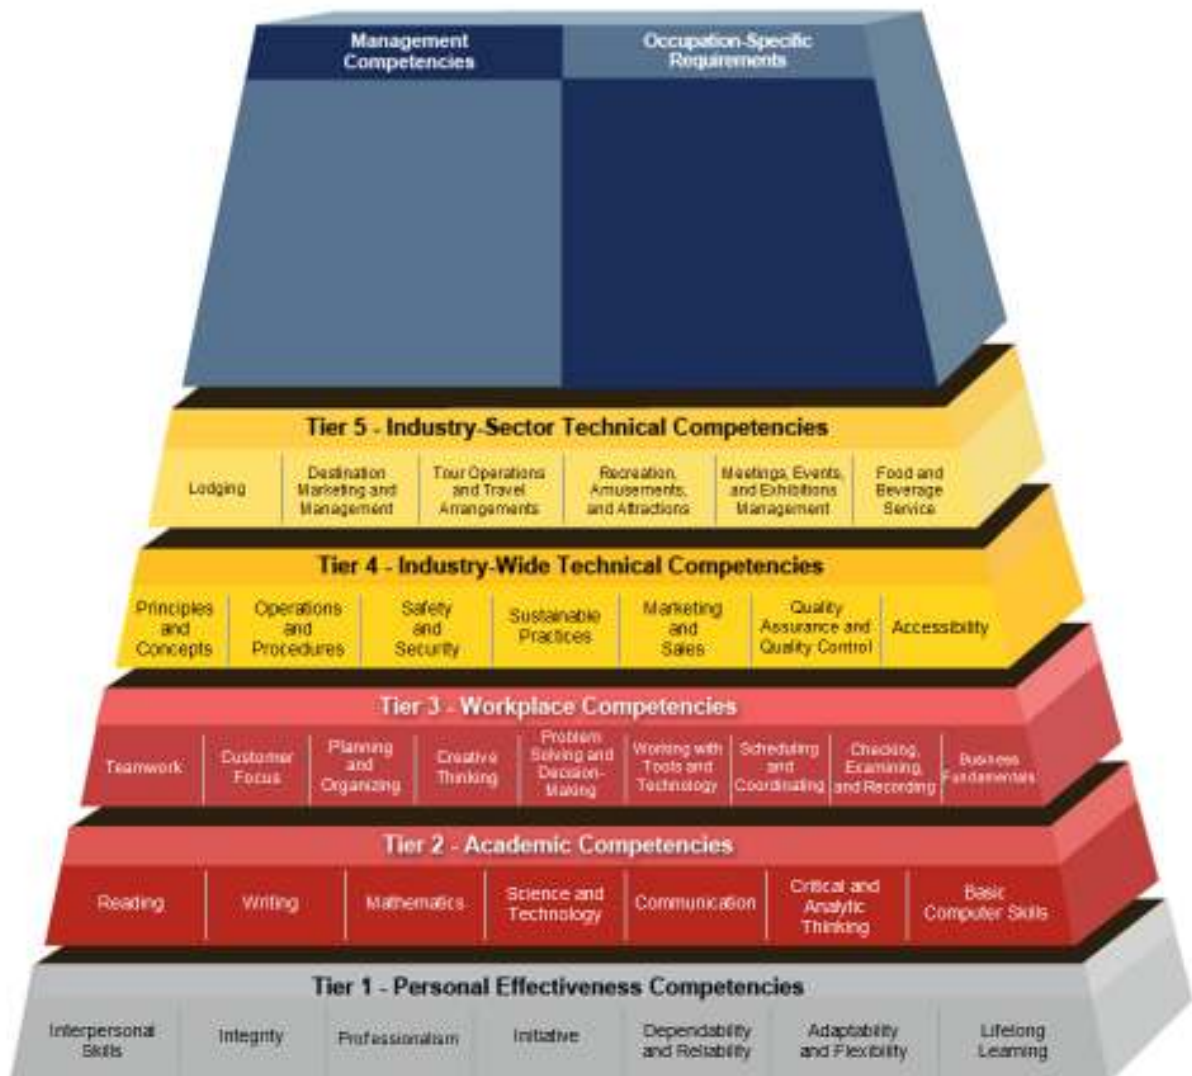 Management
Competencies
Occupation-Specific
Requirements
Tier 5 - Industry-Sector Technical Competencies
Lodging
Destination
Marketing and
Management
Tour Operations
and Travel
Arrangements
Recreation,
Amusements,
and Attractions
Meetings, Events,
and Exhibitions
Management
Food and
Beverage
Service
Tier 4 - Industry-Wide Technical Competencies
Principles
and
Concepts
Operations
and
Procedures
Safety
and
Security
Sustainable
Practices
Marketing
and
Sales
Quality
Assurance and
Quality Control
Accessibility
Tier 3 - Workplace Competencies
Teamwork
Customer
Focus
Planning
and
Organizing
Creative
Thinking
Problem
Solving and
Decision-
Making
Working with
Tools and
Technology
Scheduling
and
Coordinating
Checking,
Examining,
and Recording
Business
Fundamentals
Tier 2 - Academic Competencies
Reading
Writing
Mathematics
Science and
Technology
Communication
Critical and
Analytic
Thinking
Basic
Computer Skills
Tier 1 - Personal Effectiveness Competencies
Interpersonal
Skills
Integrity
Professionalism
Initiative
Dependability
and Reliability
Adaptability
and Flexibility
Lifelong
Learning